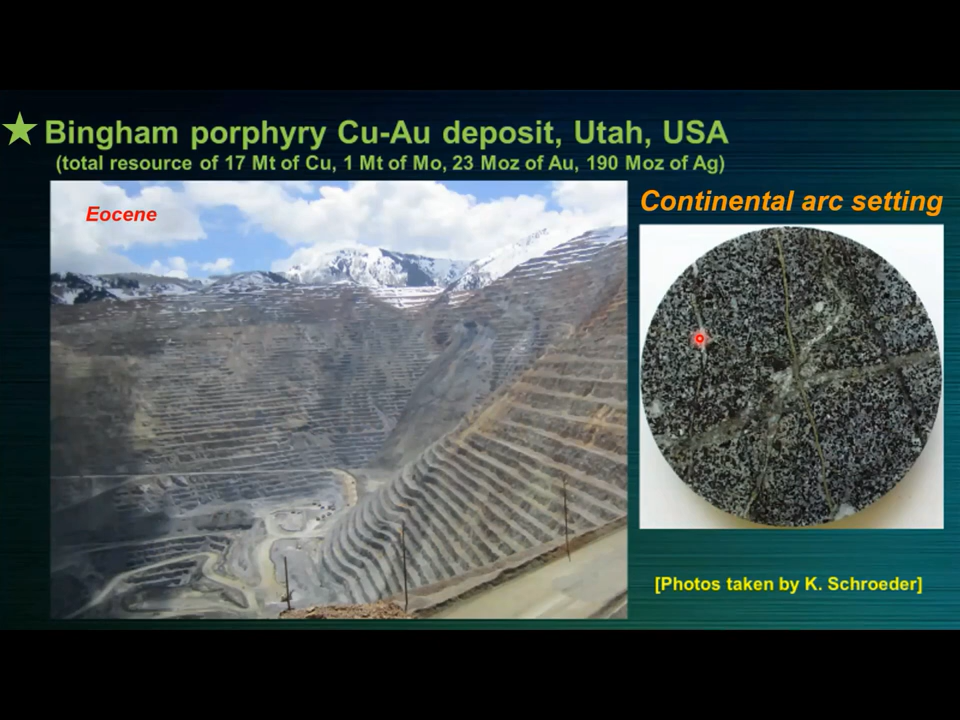 Bingham porphyry Cu-Au deposit, Utah, USA
(total resource of 17 Mt of Cu, 1 Mt of Mo, 23 Moz of Au, 190 Moz of Ag)
Eocene
Continental arc setting
[Photos taken by K. Schroeder]